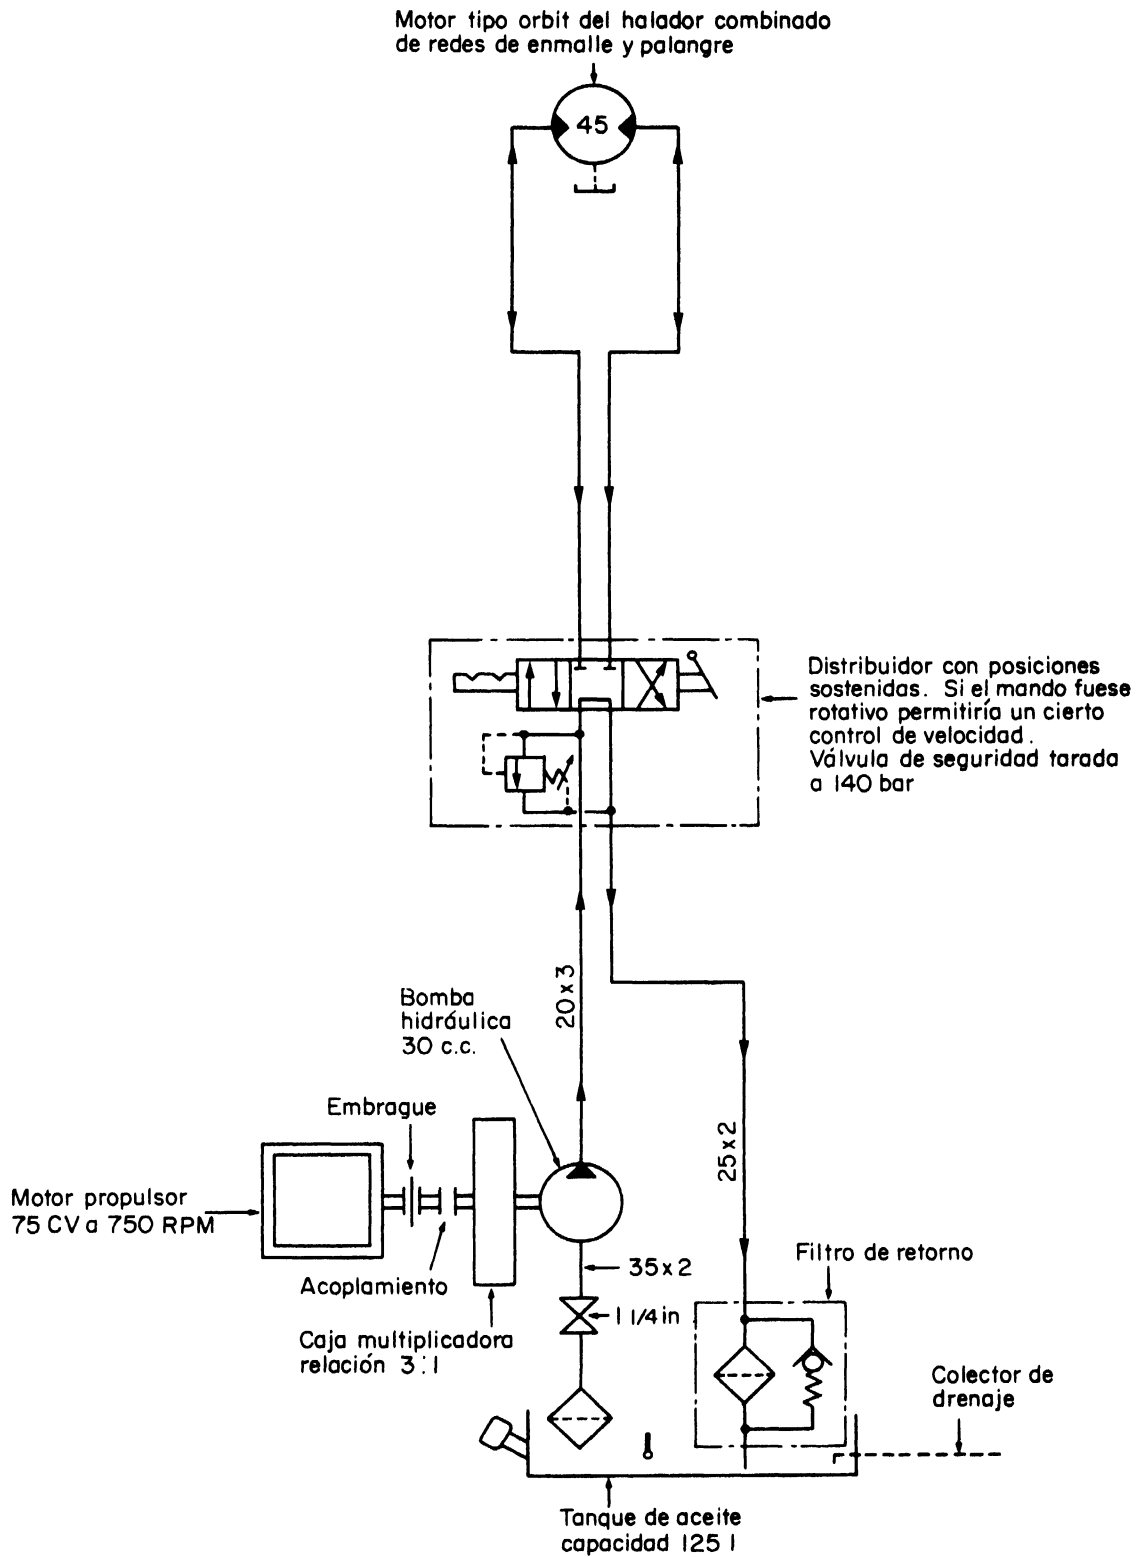 Motor tipo orbit del halador combinado
de redes de enmalle y palangre
45
Distribuidor con posiciones
sostenidas. Si el mando fuese
rotativo permitiría un cierto
control de velocidad.
Válvula de seguridad tarada
a 140 bar
20 x 3
Bomba
hidráulica
30 c.c.
Embrague
25 x 2
Motor propulsor
75 CV a 750 RPM
Filtro de retorno
35 x 2
Acoplamiento
1 1/4 in
Caja multiplicadora
relación 3:1
Colector de
drenaje
Tanque de aceite
capacidad 125 l